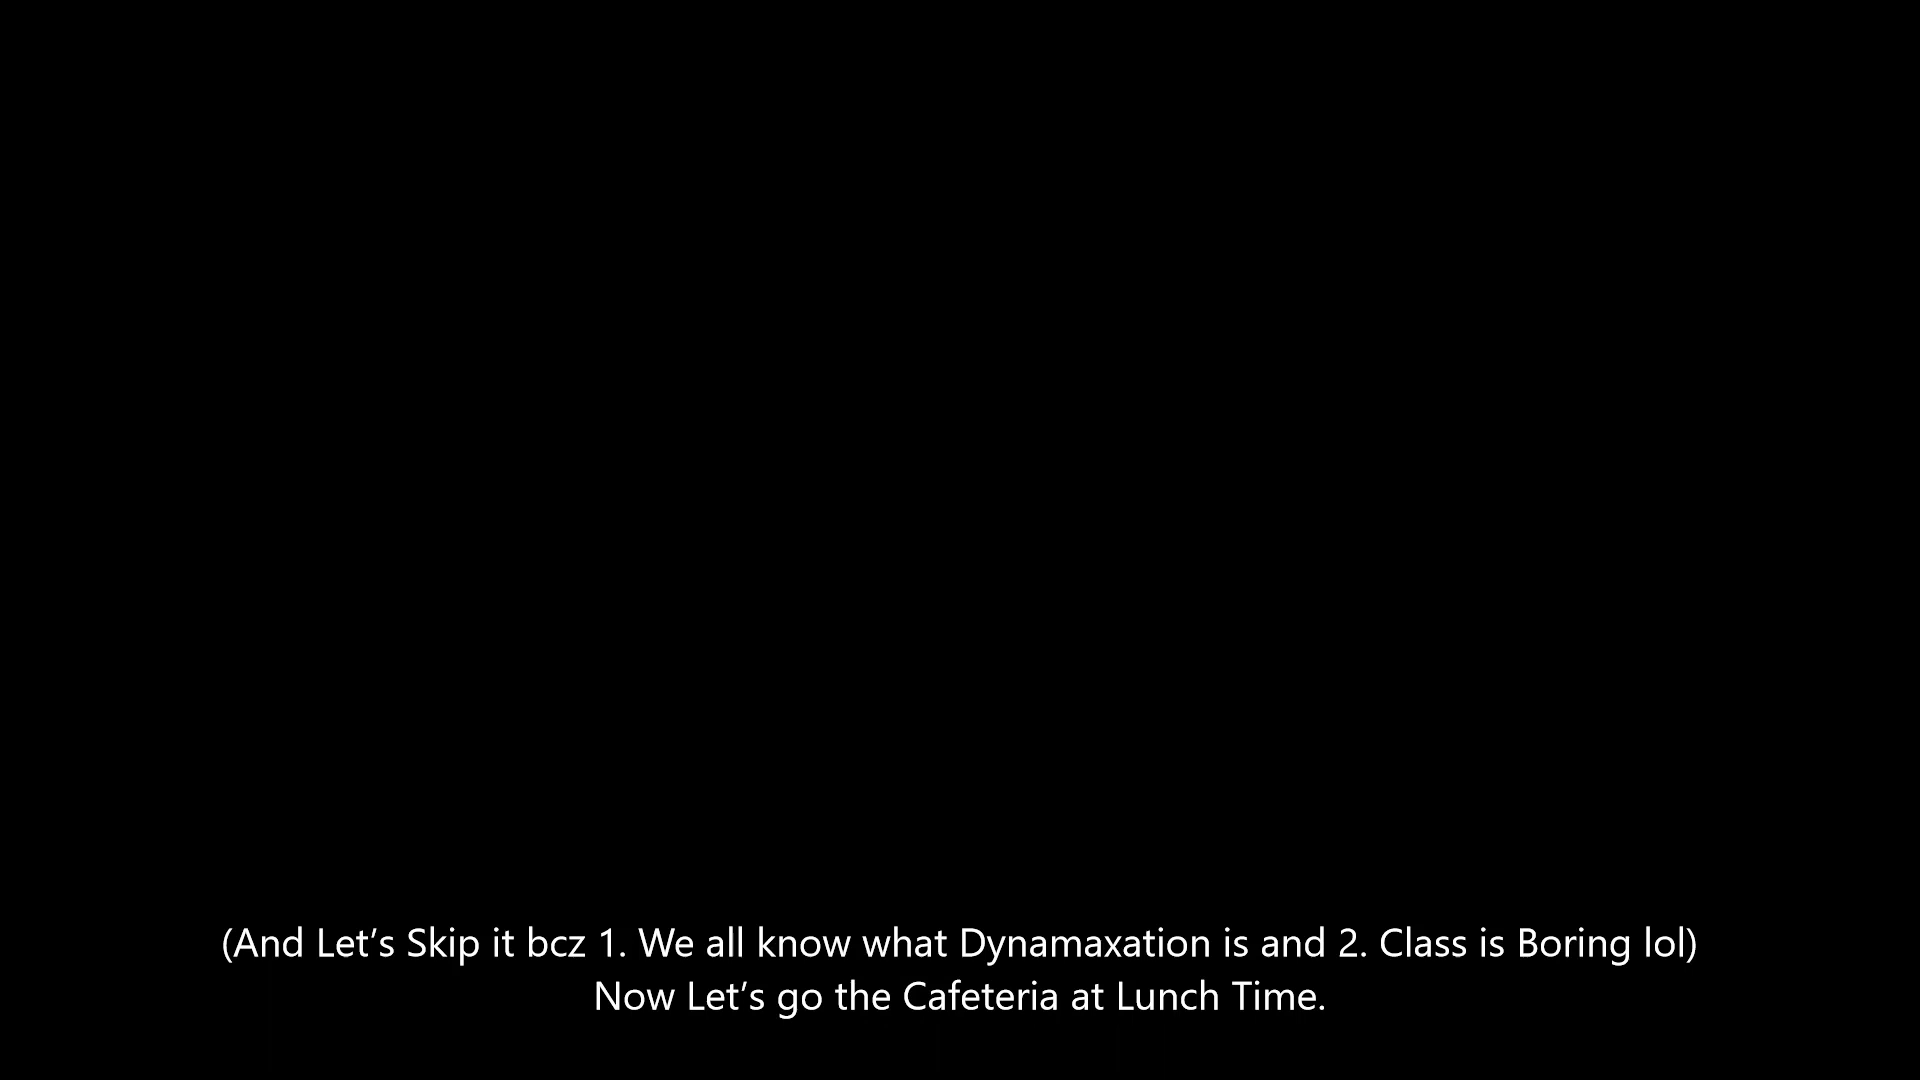 (And Let’s Skip it bcz 1. We all know what Dynamaxation is and 2. Class is Boring lol)
Now Let’s go the Cafeteria at Lunch Time.